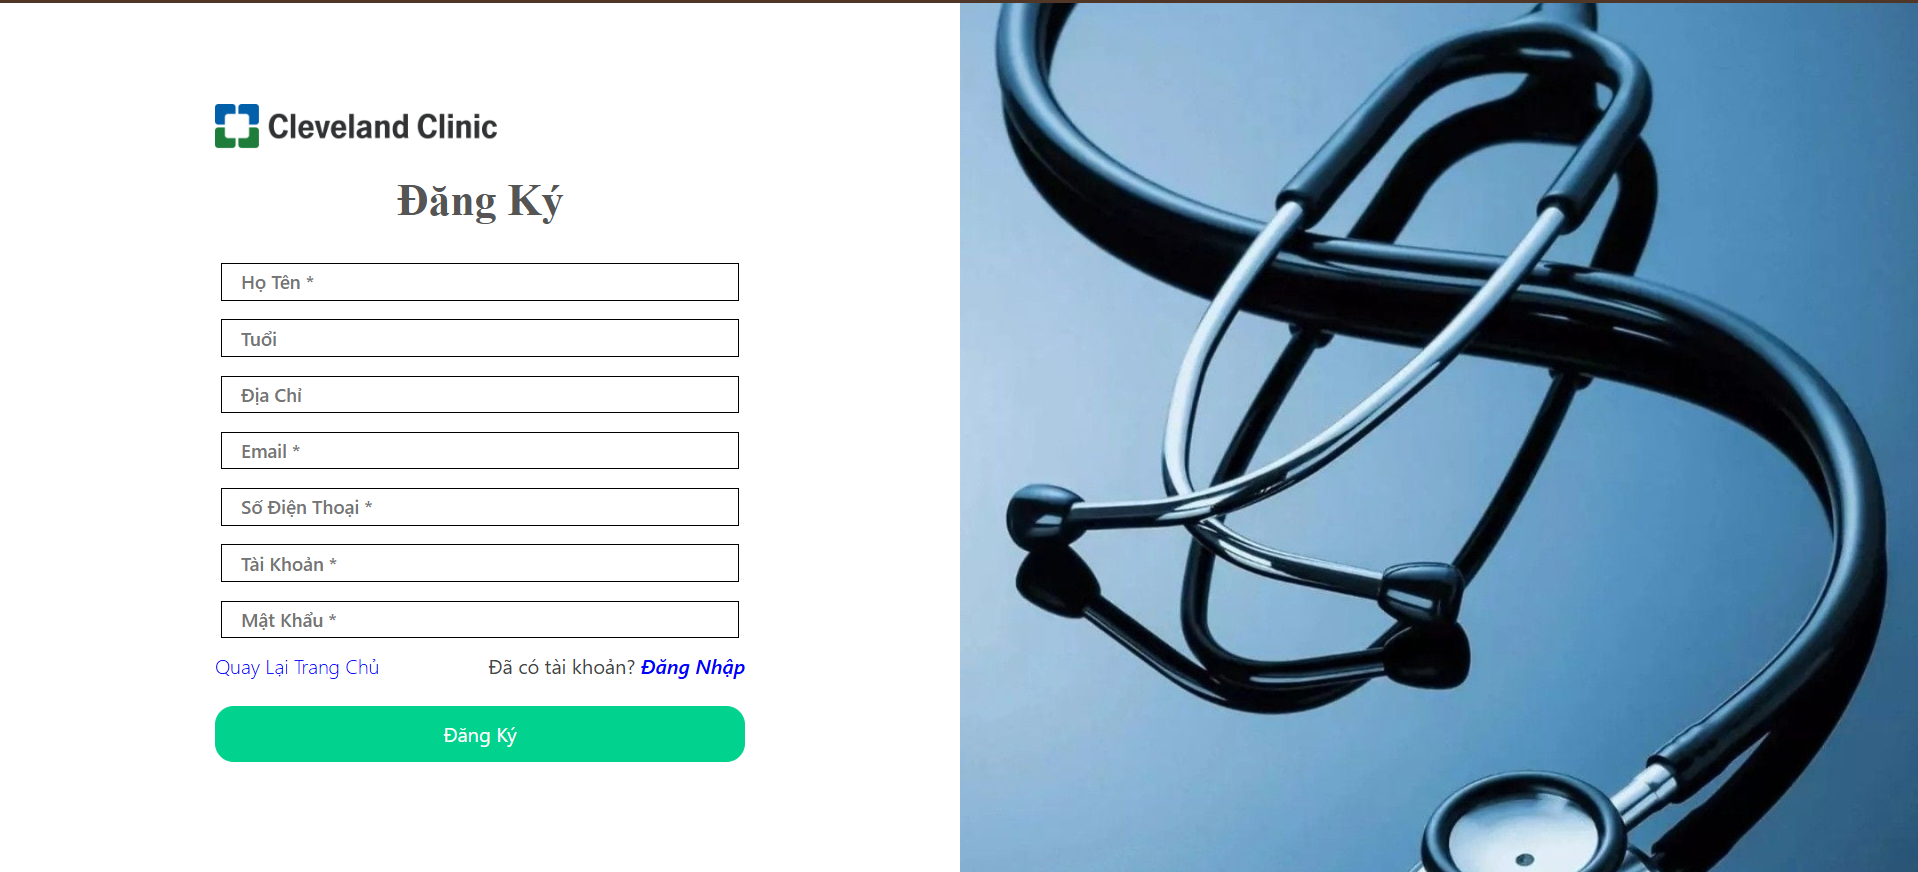 Cleveland Clinic
Đăng Ký
Họ Tên *
Tuổi
Địa Chỉ
Email *
Số Điện Thoại *
Tài Khoản *
Mật Khẩu *
Quay Lại Trang Chủ Đã có tài khoản? Đăng Nhập
Đăng Ký